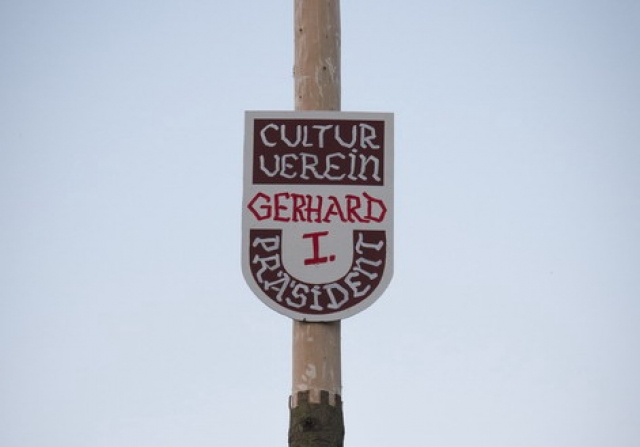 CULTUR
VEREiN
GERHARD
I.
PRÄSiDENT